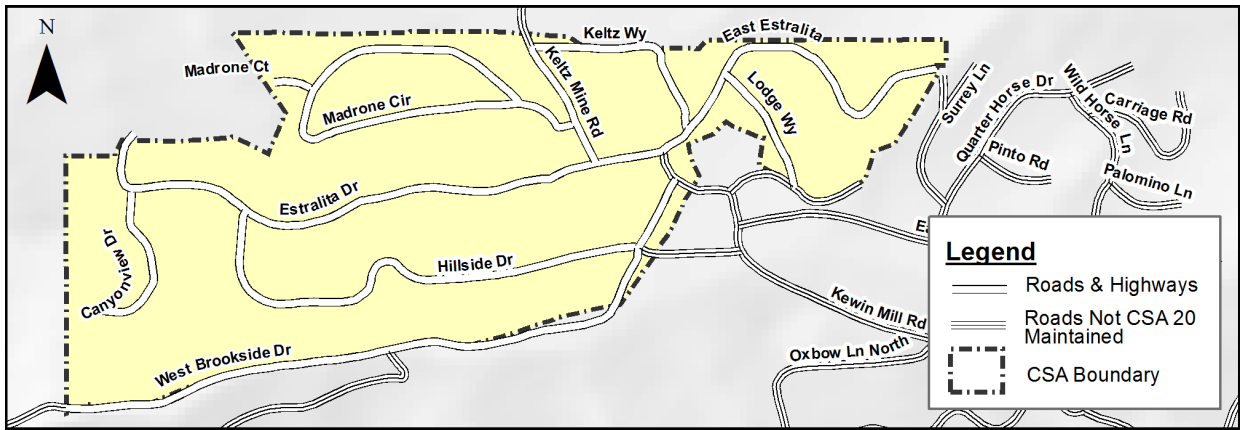 N
Keltz Wy
East Estralita
Madrone Ct
Keltz Mine Rd
Madrone Cir
Lodge Wy
Surrey Ln
Quarter Horse Dr
Wild Horse Ln
Carriage Rd
Pinto Rd
Palomino Ln
Estralita Dr
Canyonview Dr
Hillside Dr
West Brookside Dr
Kewin Mill Rd
Oxbow Ln North
Legend
Roads & Highways
Roads Not CSA 20
Maintained
CSA Boundary